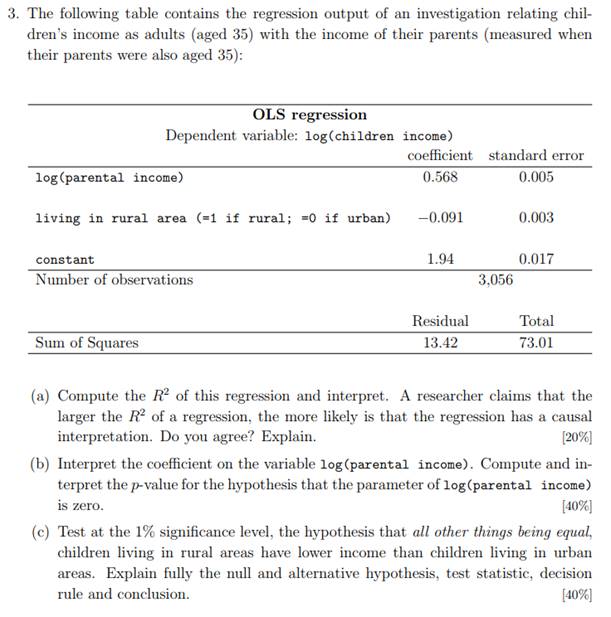 3. The following table contains the regression output of an investigation relating chil-
dren's income as adults (aged 35) with the income of their parents (measured when
their parents were also aged 35):
OLS regression
Dependent variable: log(children income)
coefficient standard error
log(parental income) 0.568 0.005
living in rural area (=1 if rural; =0 if urban) −0.091 0.003
constant 1.94 0.017
Number of observations 3,056
Residual Total
Sum of Squares 13.42 73.01
(a) Compute the R² of this regression and interpret. A researcher claims that the
larger the R² of a regression, the more likely is that the regression has a causal
interpretation. Do you agree? Explain. [20%]
(b) Interpret the coefficient on the variable log(parental income). Compute and in-
terpret the p-value for the hypothesis that the parameter of log(parental income)
is zero. [40%]
(c) Test at the 1% significance level, the hypothesis that all other things being equal,
children living in rural areas have lower income than children living in urban
areas. Explain fully the null and alternative hypothesis, test statistic, decision
rule and conclusion. [40%]